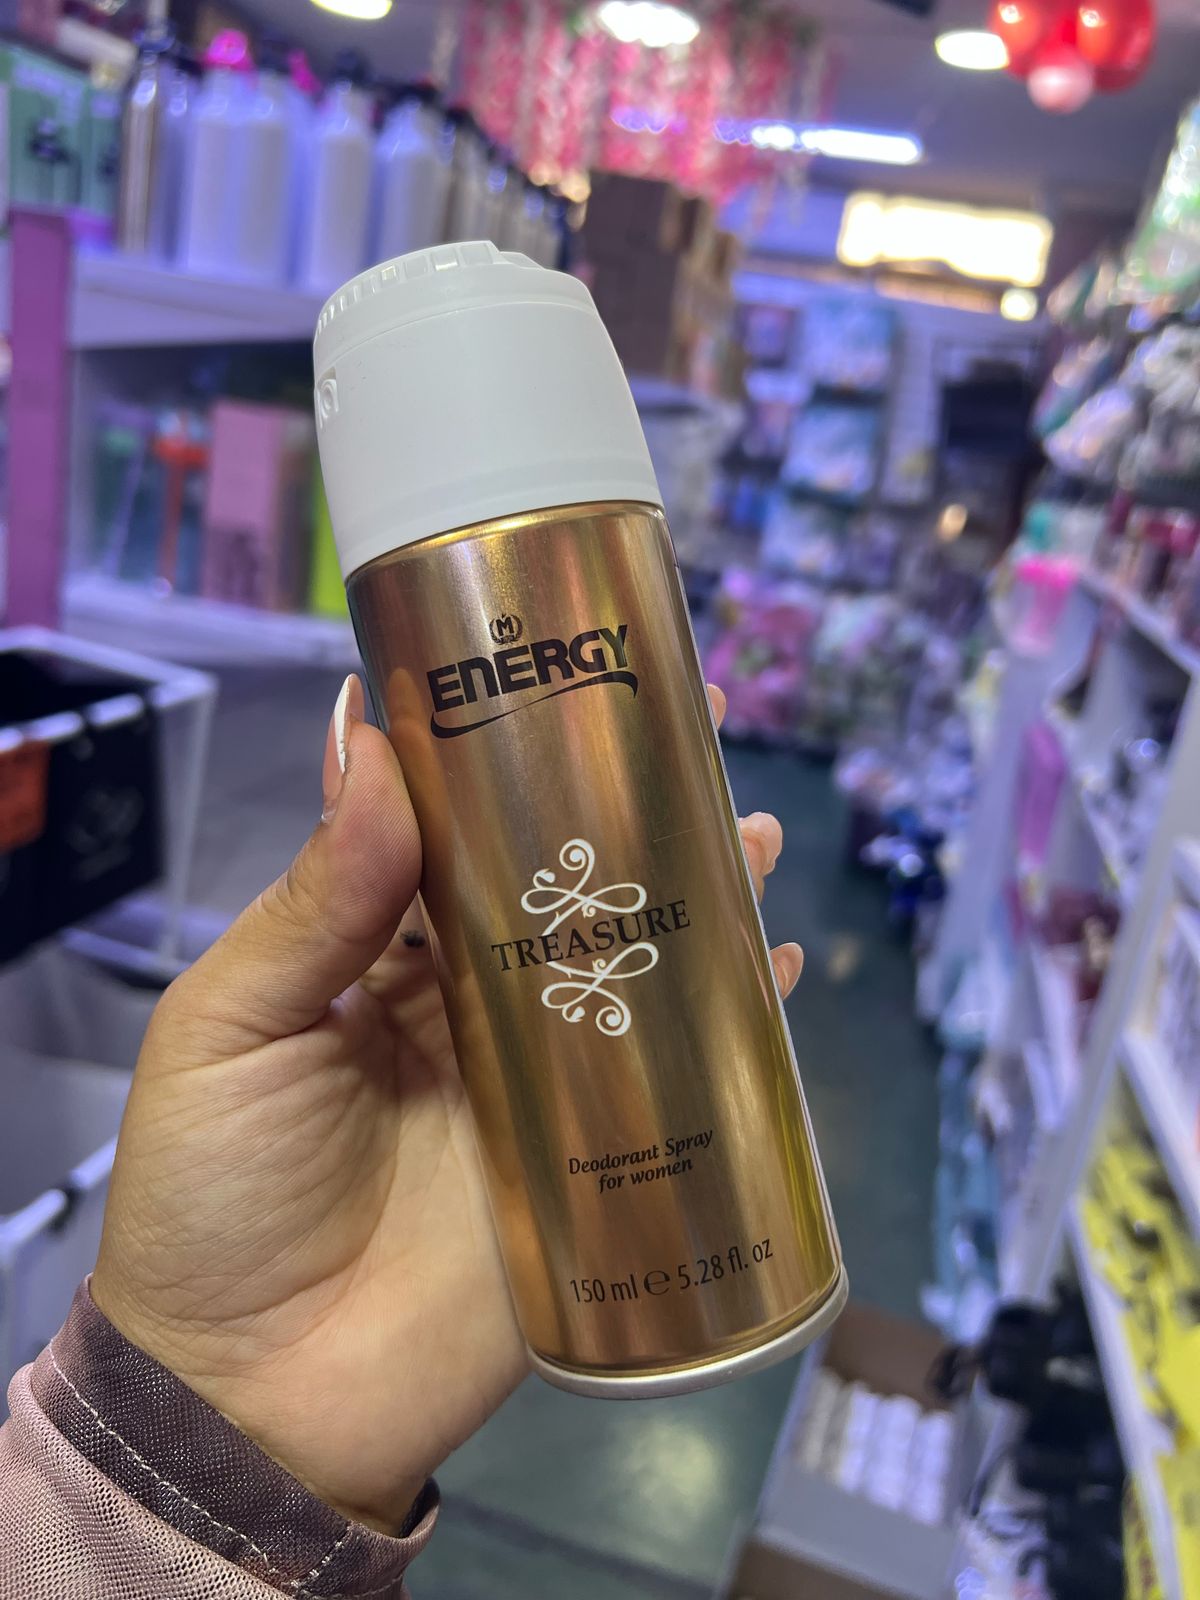 M
ENERGY
TREASURE
Deodorant Spray
for women
150 ml ℮ 5.28 fl. oz